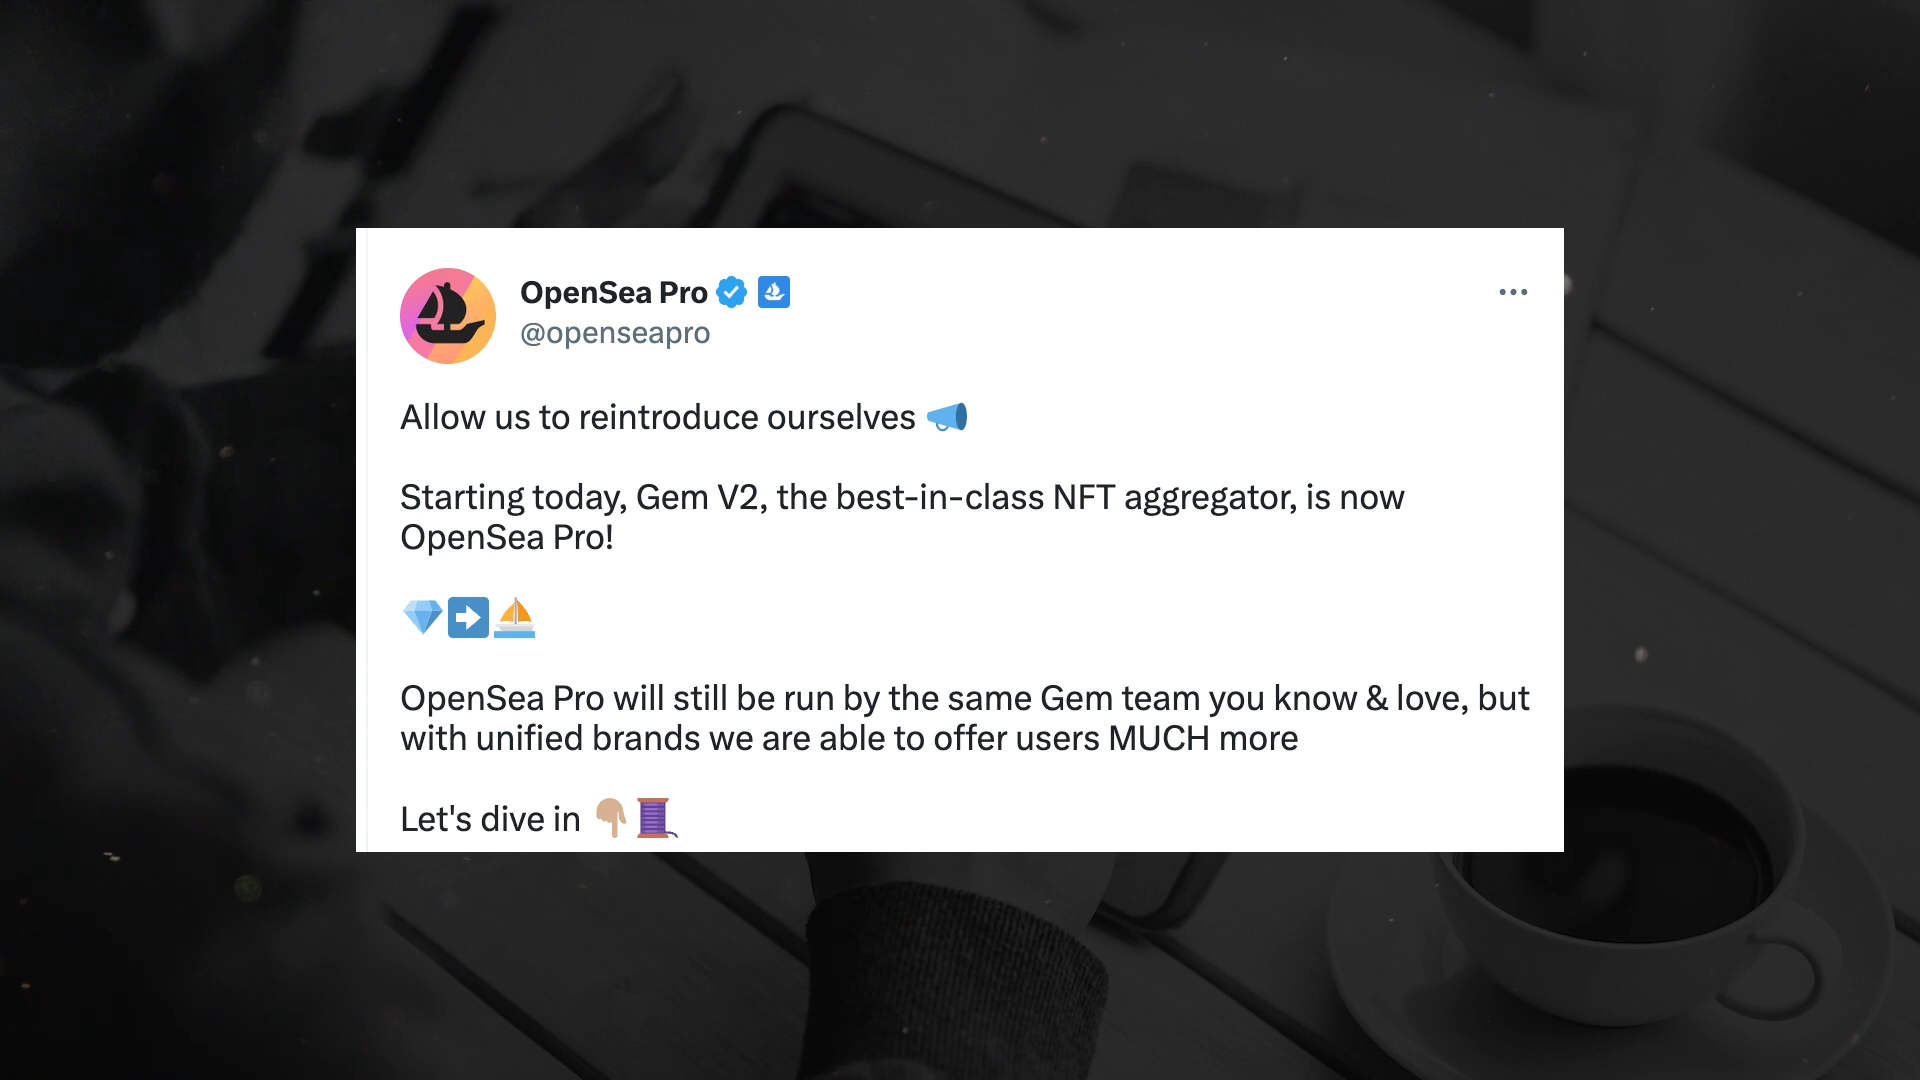 OpenSea Pro
@openseapro
Allow us to reintroduce ourselves 📣
Starting today, Gem V2, the best-in-class NFT aggregator, is now
OpenSea Pro!
💎➡️⛵
OpenSea Pro will still be run by the same Gem team you know & love, but
with unified brands we are able to offer users MUCH more
Let's dive in 👇🏼🧵